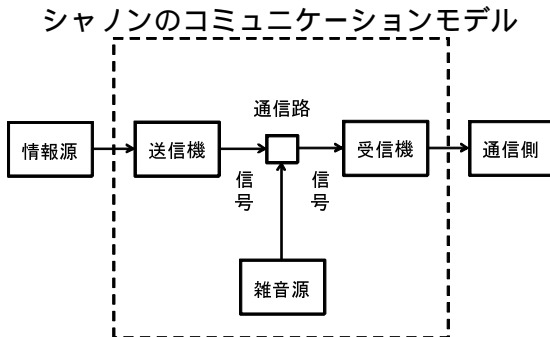 シャノンのコミュニケーションモデル
通信路
情報源
送信機
受信機
通信側
信号
信号
雑音源